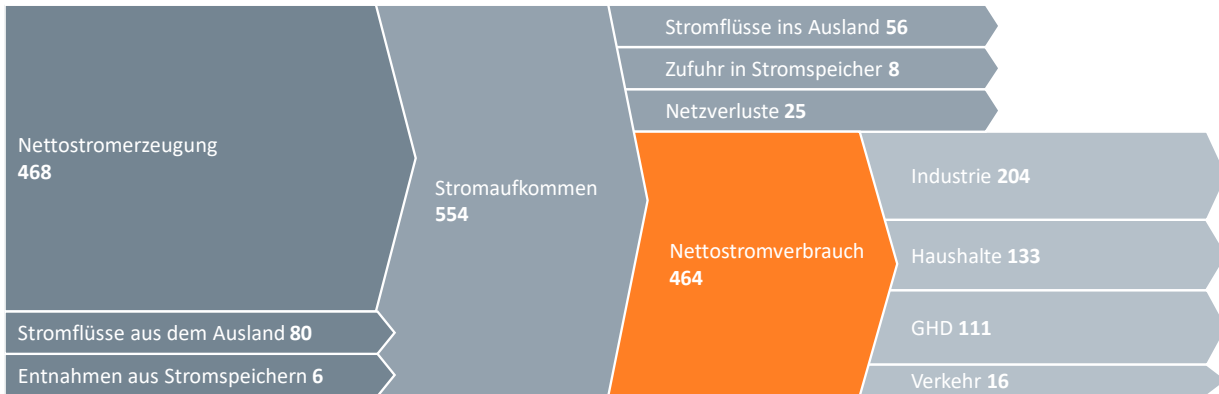 Nettostromerzeugung
468
Stromflüsse aus dem Ausland 80
Entnahmen aus Stromspeichern 6
Stromaufkommen
554
Stromflüsse ins Ausland 56
Zufuhr in Stromspeicher 8
Netzverluste 25
Nettostromverbrauch
464
Industrie 204
Haushalte 133
GHD 111
Verkehr 16